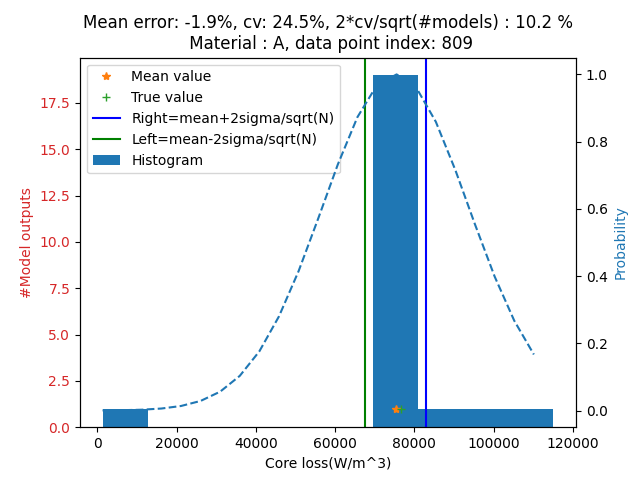 Mean error: -1.9%, cv: 24.5%, 2*cv/sqrt(#models) : 10.2 %
Material : A, data point index: 809
Mean value
True value
Right=mean+2sigma/sqrt(N)
Left=mean-2sigma/sqrt(N)
Histogram
17.5
15.0
12.5
10.0
7.5
5.0
2.5
0.0
#Model outputs
1.0
0.8
0.6
0.4
0.2
0.0
Probability
0 20000 40000 60000 80000 100000 120000
Core loss(W/m^3)